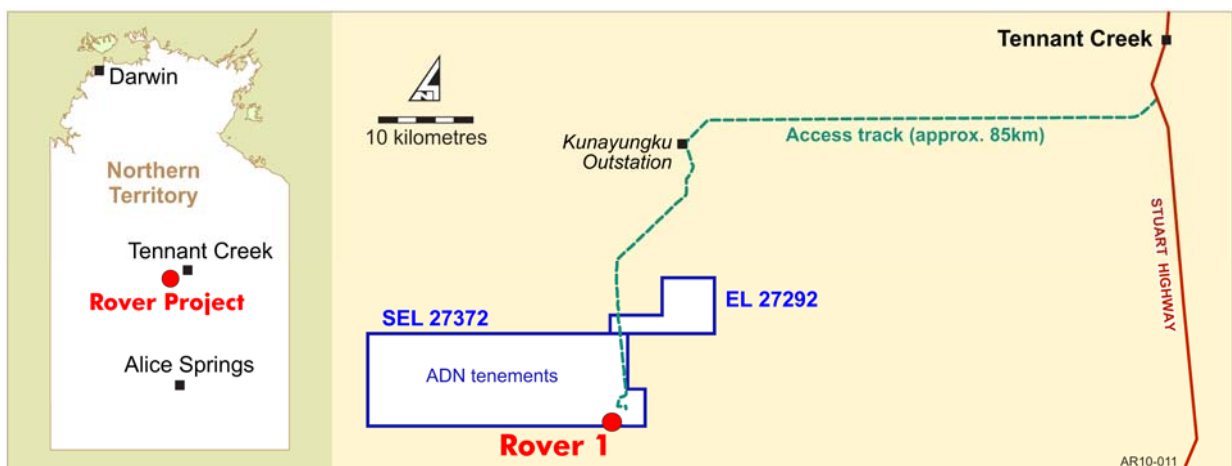 Darwin
Northern
Territory
Tennant Creek
Rover Project
Alice Springs
N
10 kilometres
Tennant Creek
Kunayungku
Outstation
Access track (approx. 85km)
STUART HIGHWAY
EL 27292
SEL 27372
ADN tenements
Rover 1
AR10-011